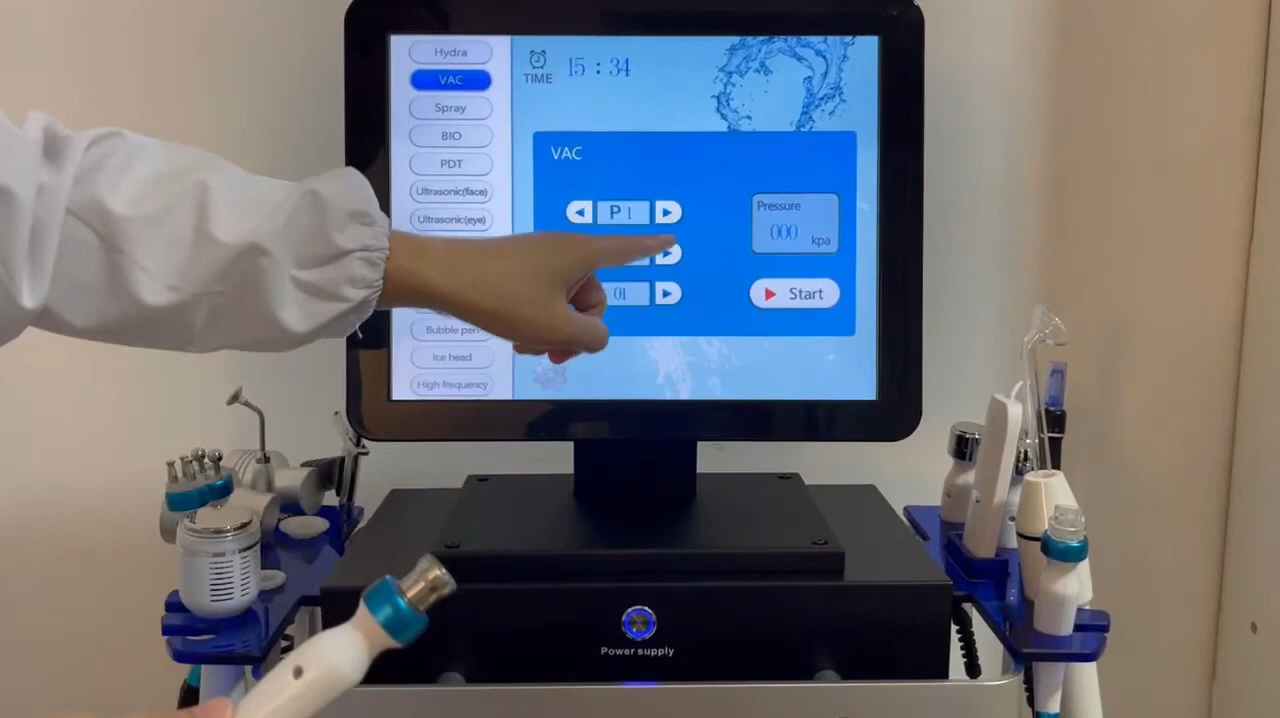 Hydra
VAC
Spray
BIO
PDT
Ultrasonic(face)
Ultrasonic(eye)
Bubble pen
Ice head
High frequency
TIME
15 : 34
VAC
P 1
01
Pressure
000
kpa
Start
Power supply